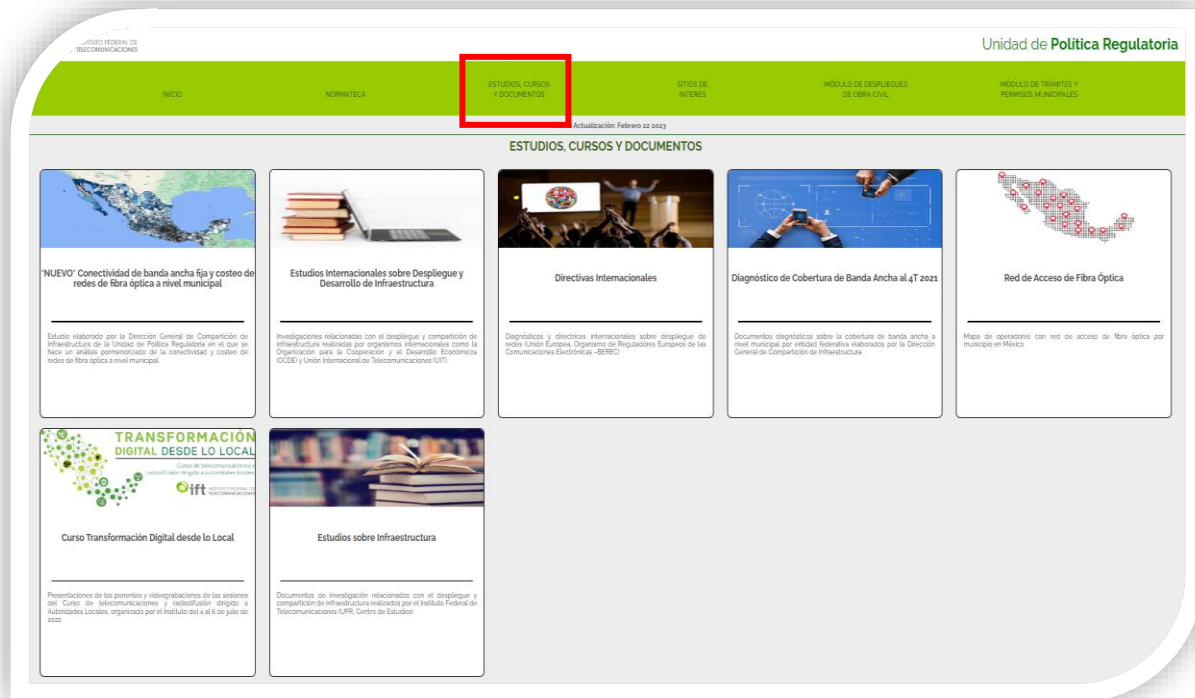 INSTITUTO FEDERAL DE
TELECOMUNICACIONES
Unidad de Política Regulatoria
INICIO
NORMATECA
ESTUDIOS, CURSOS
Y DOCUMENTOS
SITIOS DE
INTERÉS
MÓDULO DE DESPLIEGUES
DE OBRA CIVIL
MÓDULO DE TRÁMITES Y
PERMISOS MUNICIPALES
Actualización: Febrero 22 2023
ESTUDIOS, CURSOS Y DOCUMENTOS
"NUEVO" Conectividad de banda ancha fija y costeo de
redes de fibra óptica a nivel municipal
Estudio elaborado por la Dirección General de Compartición de
Infraestructura de la Unidad de Política Regulatoria en el que se
hace un análisis pormenorizado de la conectividad y costeo de
redes de fibra óptica a nivel municipal.
Estudios Internacionales sobre Despliegue y
Desarrollo de Infraestructura
Investigaciones relacionadas con el despliegue y compartición de
infraestructura realizadas por organismos internacionales como la
Organización para la Cooperación y el Desarrollo Económicos
(OCDE) y Unión Internacional de Telecomunicaciones (UIT).
Directivas Internacionales
Diagnósticos y directrices internacionales sobre despliegue de
redes (Unión Europea, Organismo de Reguladores Europeos de las
Comunicaciones Electrónicas -BEREC)
Diagnóstico de Cobertura de Banda Ancha al 4T 2021
Documentos diagnósticos sobre la cobertura de banda ancha a
nivel municipal por entidad federativa elaborados por la Dirección
General de Compartición de Infraestructura
Red de Acceso de Fibra Óptica
Mapa de operadores con red de acceso de fibra óptica por
municipio en México
TRANSFORMACIÓN
DIGITAL DESDE LO LOCAL
Curso de telecomunicaciones y
radiodifusión dirigido a autoridades locales
ift INSTITUTO FEDERAL DE
TELECOMUNICACIONES
Curso Transformación Digital desde lo Local
Presentaciones de los ponentes y videograbaciones de las sesiones
del Curso de telecomunicaciones y radiodifusión dirigido a
Autoridades Locales, organizado por el Instituto del 4 al 6 de julio de
2022
Estudios sobre Infraestructura
Documentos de investigación relacionados con el despliegue y
compartición de infraestructura realizados por el Instituto Federal de
Telecomunicaciones (UPR, Centro de Estudios)